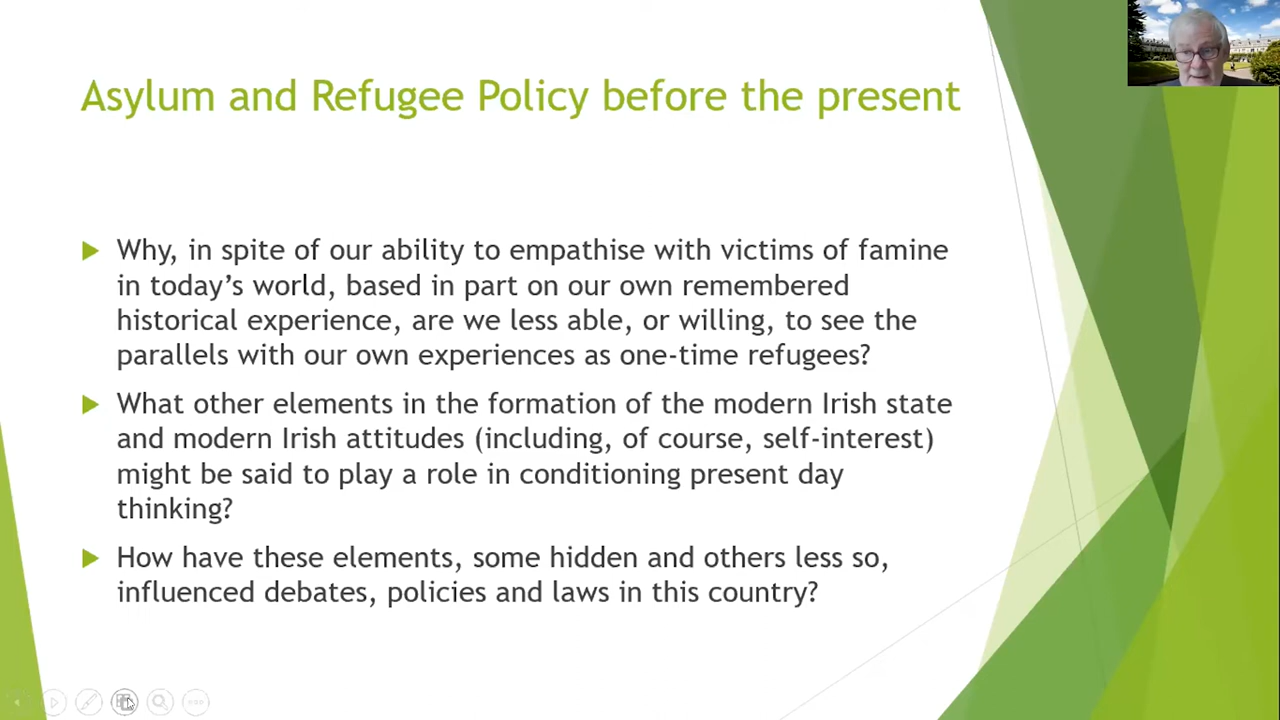 Asylum and Refugee Policy before the present
Why, in spite of our ability to empathise with victims of famine
in today's world, based in part on our own remembered
historical experience, are we less able, or willing, to see the
parallels with our own experiences as one-time refugees?
What other elements in the formation of the modern Irish state
and modern Irish attitudes (including, of course, self-interest)
might be said to play a role in conditioning present day
thinking?
How have these elements, some hidden and others less so,
influenced debates, policies and laws in this country?